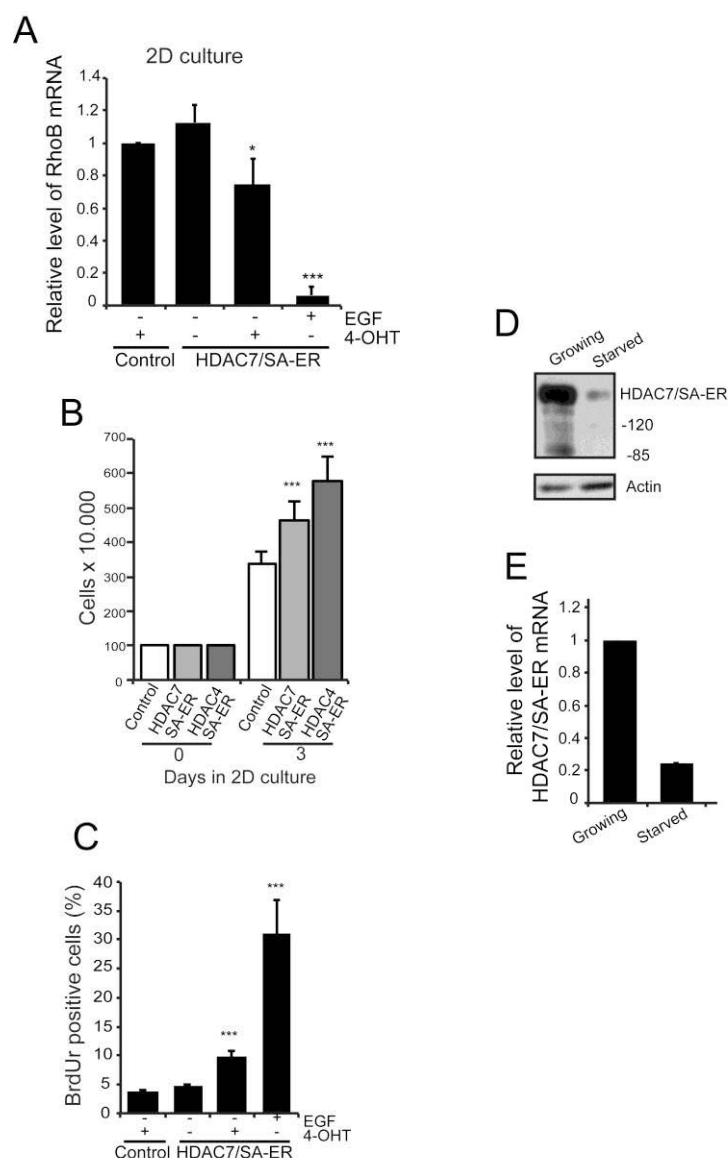 A
2D culture
Relative level of RhoB mRNA
1.4
1.2
1
0.8
0.6
0.4
0.2
0
*
***
- - - + EGF
+ - + - 4-OHT
Control HDAC7/SA-ER
B
Cells x 10.000
700
600
500
400
300
200
100
0
*** ***
Control
HDAC7
SA-ER
HDAC4
SA-ER
Control
HDAC7
SA-ER
HDAC4
SA-ER
0 3
Days in 2D culture
C
BrdUr positive cells (%)
40
35
30
25
20
15
10
5
0
***
***
- - - + EGF
+ - + - 4-OHT
Control HDAC7/SA-ER
D
Growing Starved
HDAC7/SA-ER
-120
-85
Actin
E
Relative level of
HDAC7/SA-ER mRNA
1.2
1
0.8
0.6
0.4
0.2
0
Growing Starved